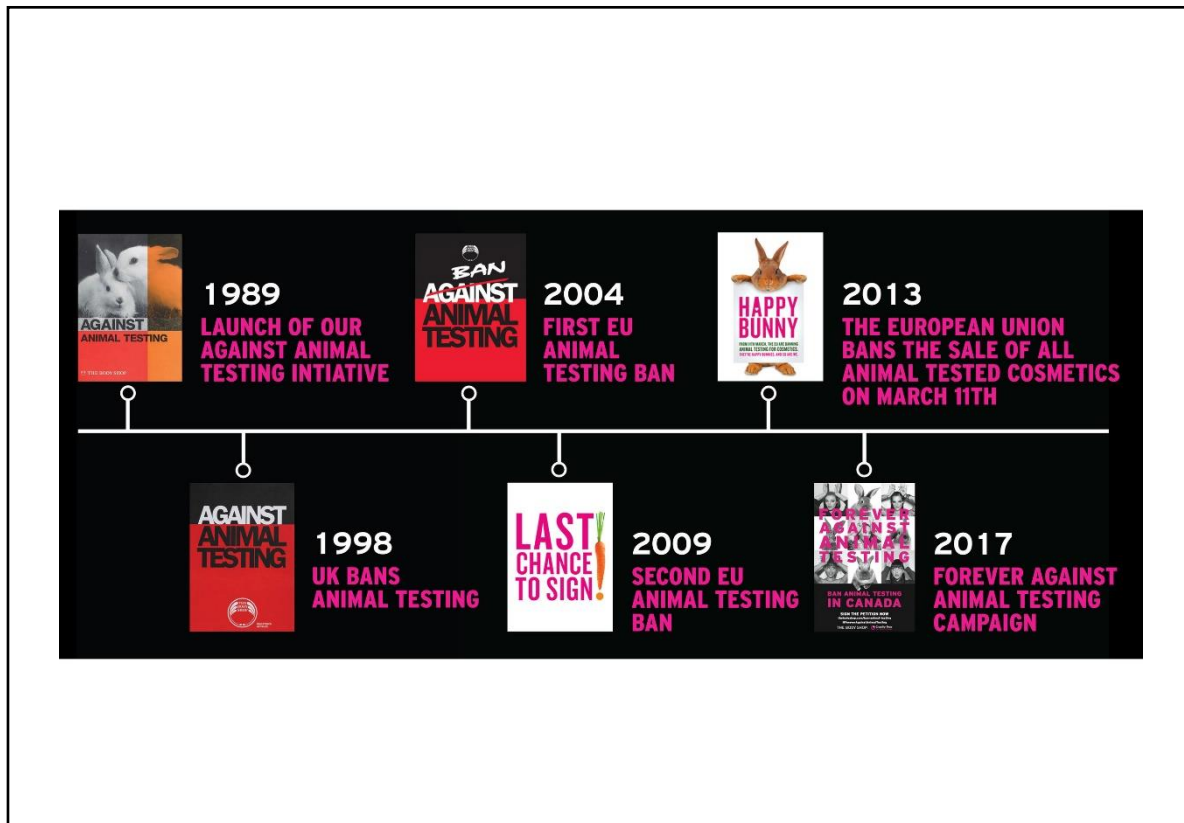 1989
LAUNCH OF OUR
AGAINST ANIMAL
TESTING INTIATIVE
AGAINST
ANIMAL TESTING
THE BODY SHOP
2004
FIRST EU
ANIMAL
TESTING BAN
BAN
AGAINST
ANIMAL
TESTING
2013
THE EUROPEAN UNION
BANS THE SALE OF ALL
ANIMAL TESTED COSMETICS
ON MARCH 11TH
HAPPY
BUNNY
1998
UK BANS
ANIMAL TESTING
AGAINST
ANIMAL
TESTING
2009
SECOND EU
ANIMAL TESTING
BAN
LAST
CHANCE
TO SIGN!
2017
FOREVER AGAINST
ANIMAL TESTING
CAMPAIGN
FOREVER
AGAINST
ANIMAL
TESTING
BAN ANIMAL TESTING
IN CANADA
SIGN THE PETITION NOW
THE BODY SHOP